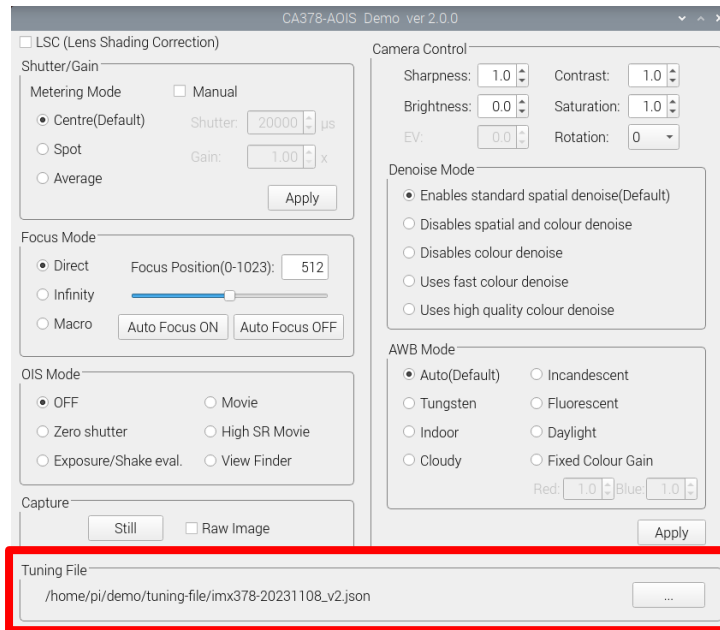 CA378-AOIS Demo ver 2.0.0
LSC (Lens Shading Correction)
Shutter/Gain
Metering Mode
Manual
Centre(Default)
Shutter: 20000 µs
Spot
Gain: 1.00 x
Average
Apply
Focus Mode
Direct
Focus Position(0-1023): 512
Infinity
Macro
Auto Focus ON
Auto Focus OFF
OIS Mode
OFF
Movie
Zero shutter
High SR Movie
Exposure/Shake eval.
View Finder
Capture
Still
Raw Image
Camera Control
Sharpness: 1.0
Contrast: 1.0
Brightness: 0.0
Saturation: 1.0
EV: 0.0
Rotation: 0
Denoise Mode
Enables standard spatial denoise(Default)
Disables spatial and colour denoise
Disables colour denoise
Uses fast colour denoise
Uses high quality colour denoise
AWB Mode
Auto(Default)
Incandescent
Tungsten
Fluorescent
Indoor
Daylight
Cloudy
Fixed Colour Gain
Red: 1.0 Blue: 1.0
Apply
Tuning File
/home/pi/demo/tuning-file/imx378-20231108_v2.json
...